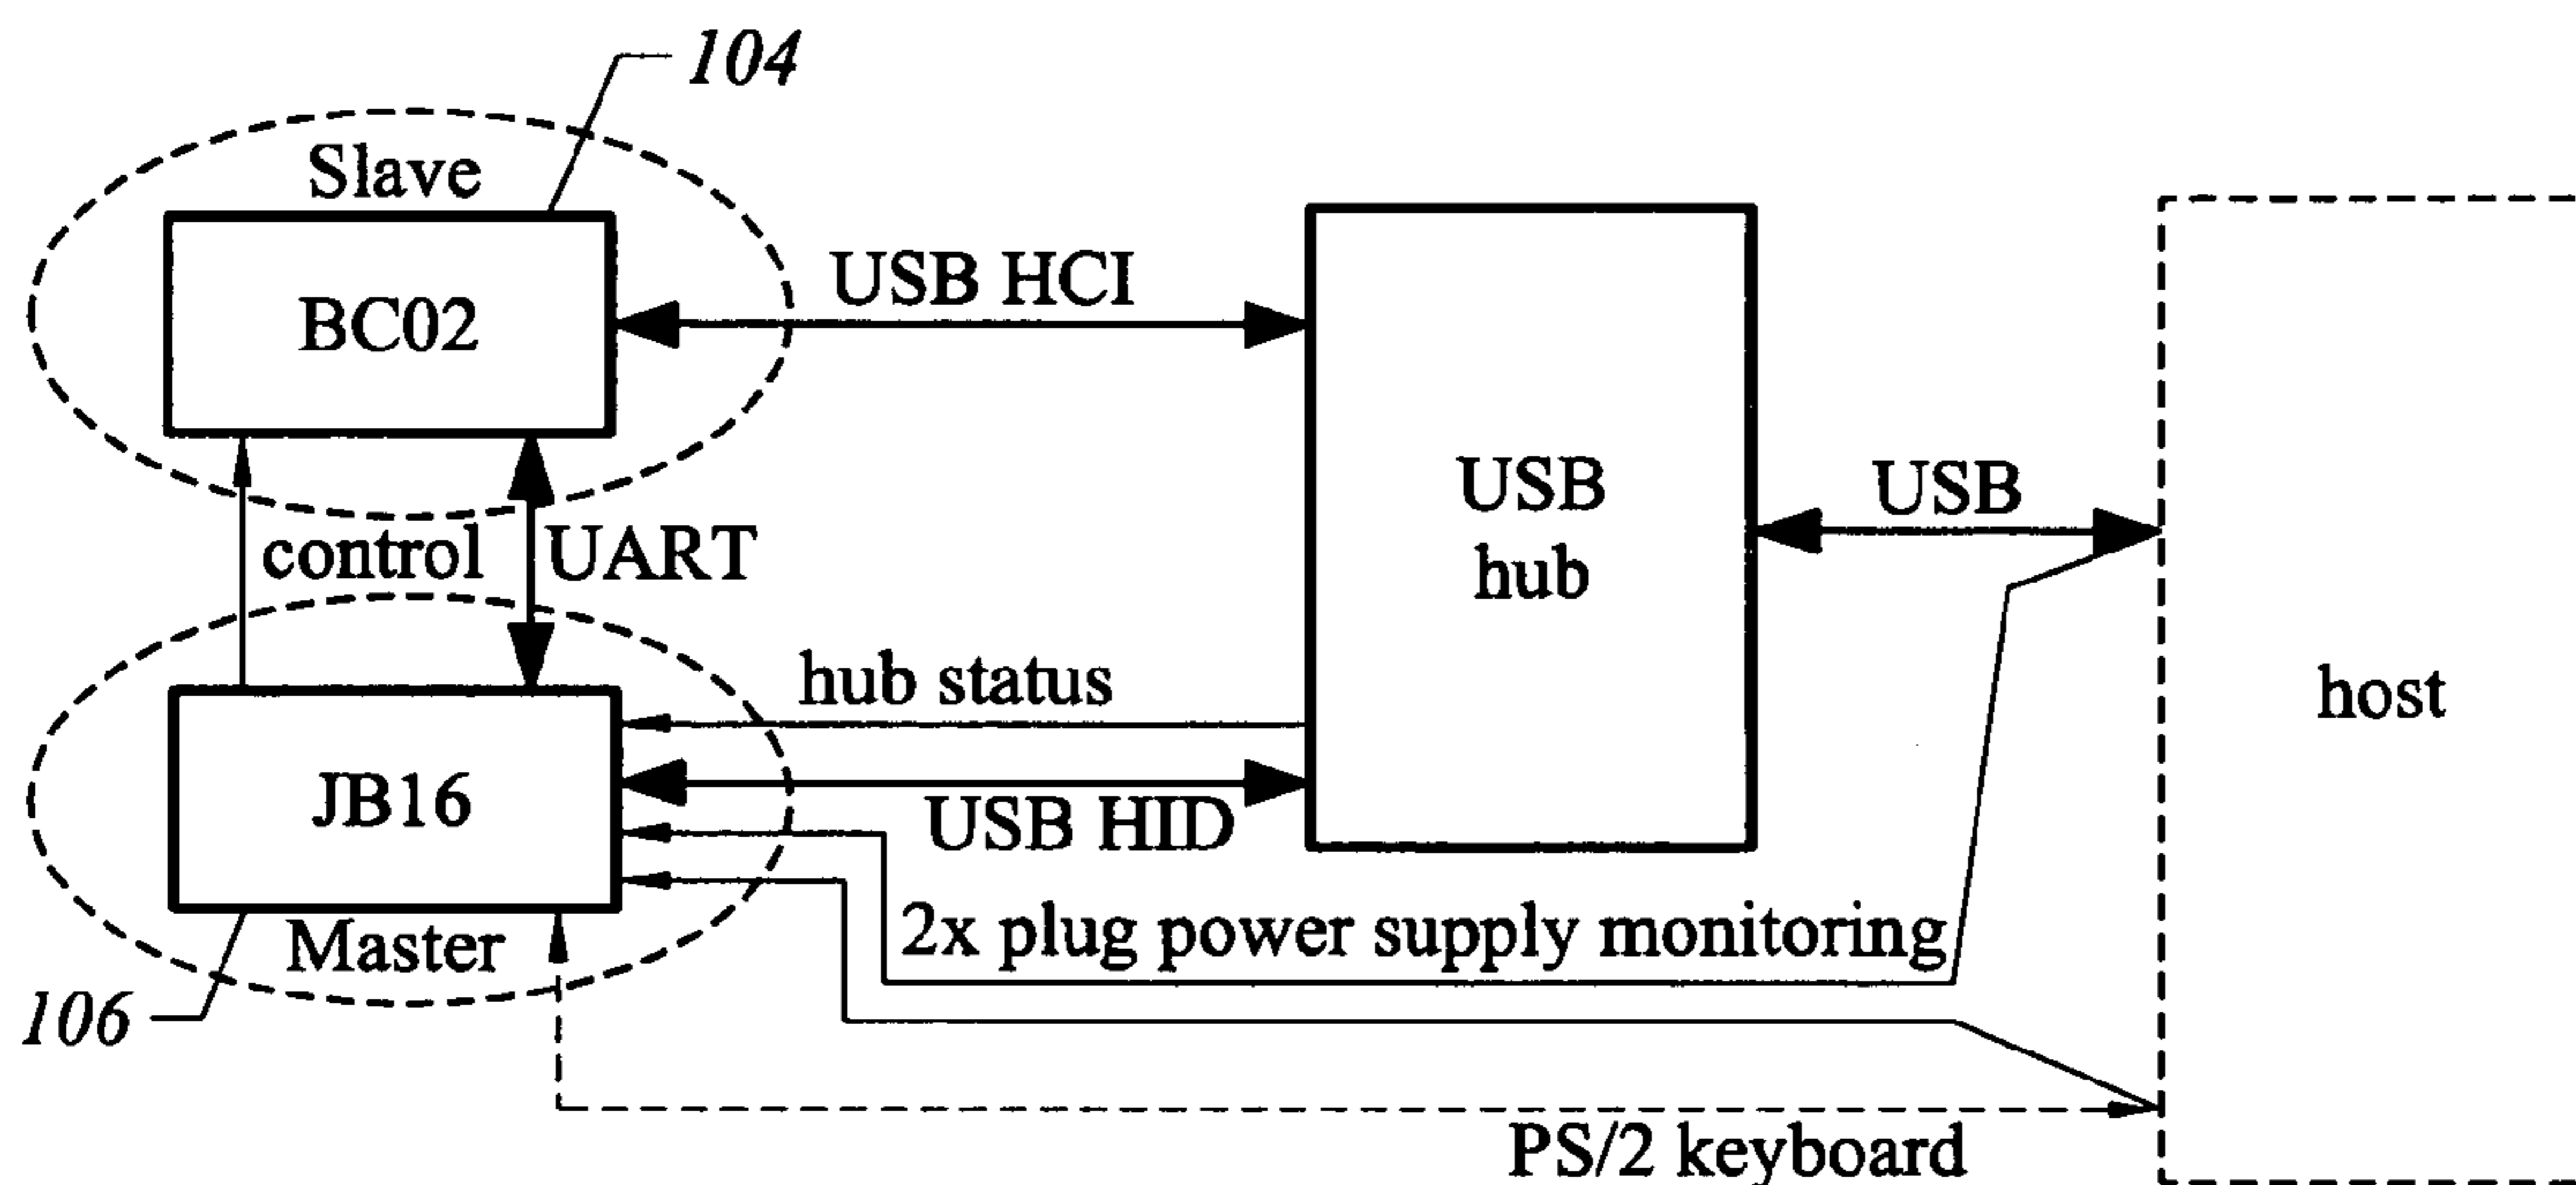 104
Slave
BC02
USB HCI
USB
hub
USB
control
UART
hub status
host
JB16
USB HID
2x plug power supply monitoring
Master
106
PS/2 keyboard